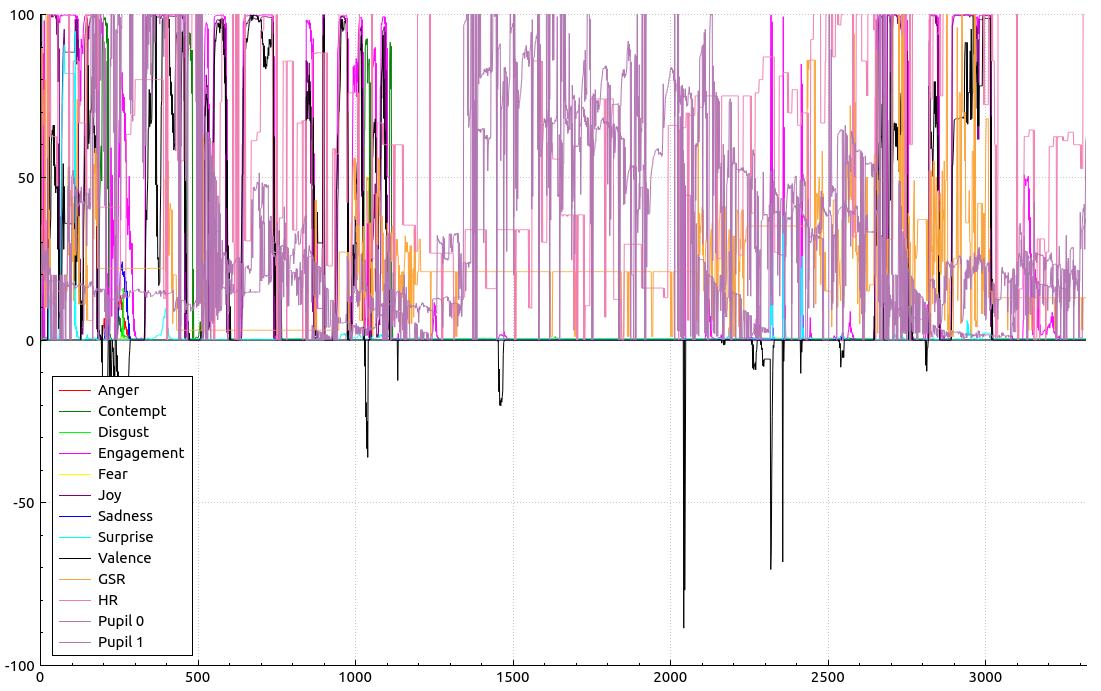 100
50
0
-50
-100
Anger
Contempt
Disgust
Engagement
Fear
Joy
Sadness
Surprise
Valence
GSR
HR
Pupil 0
Pupil 1
0 500 1000 1500 2000 2500 3000